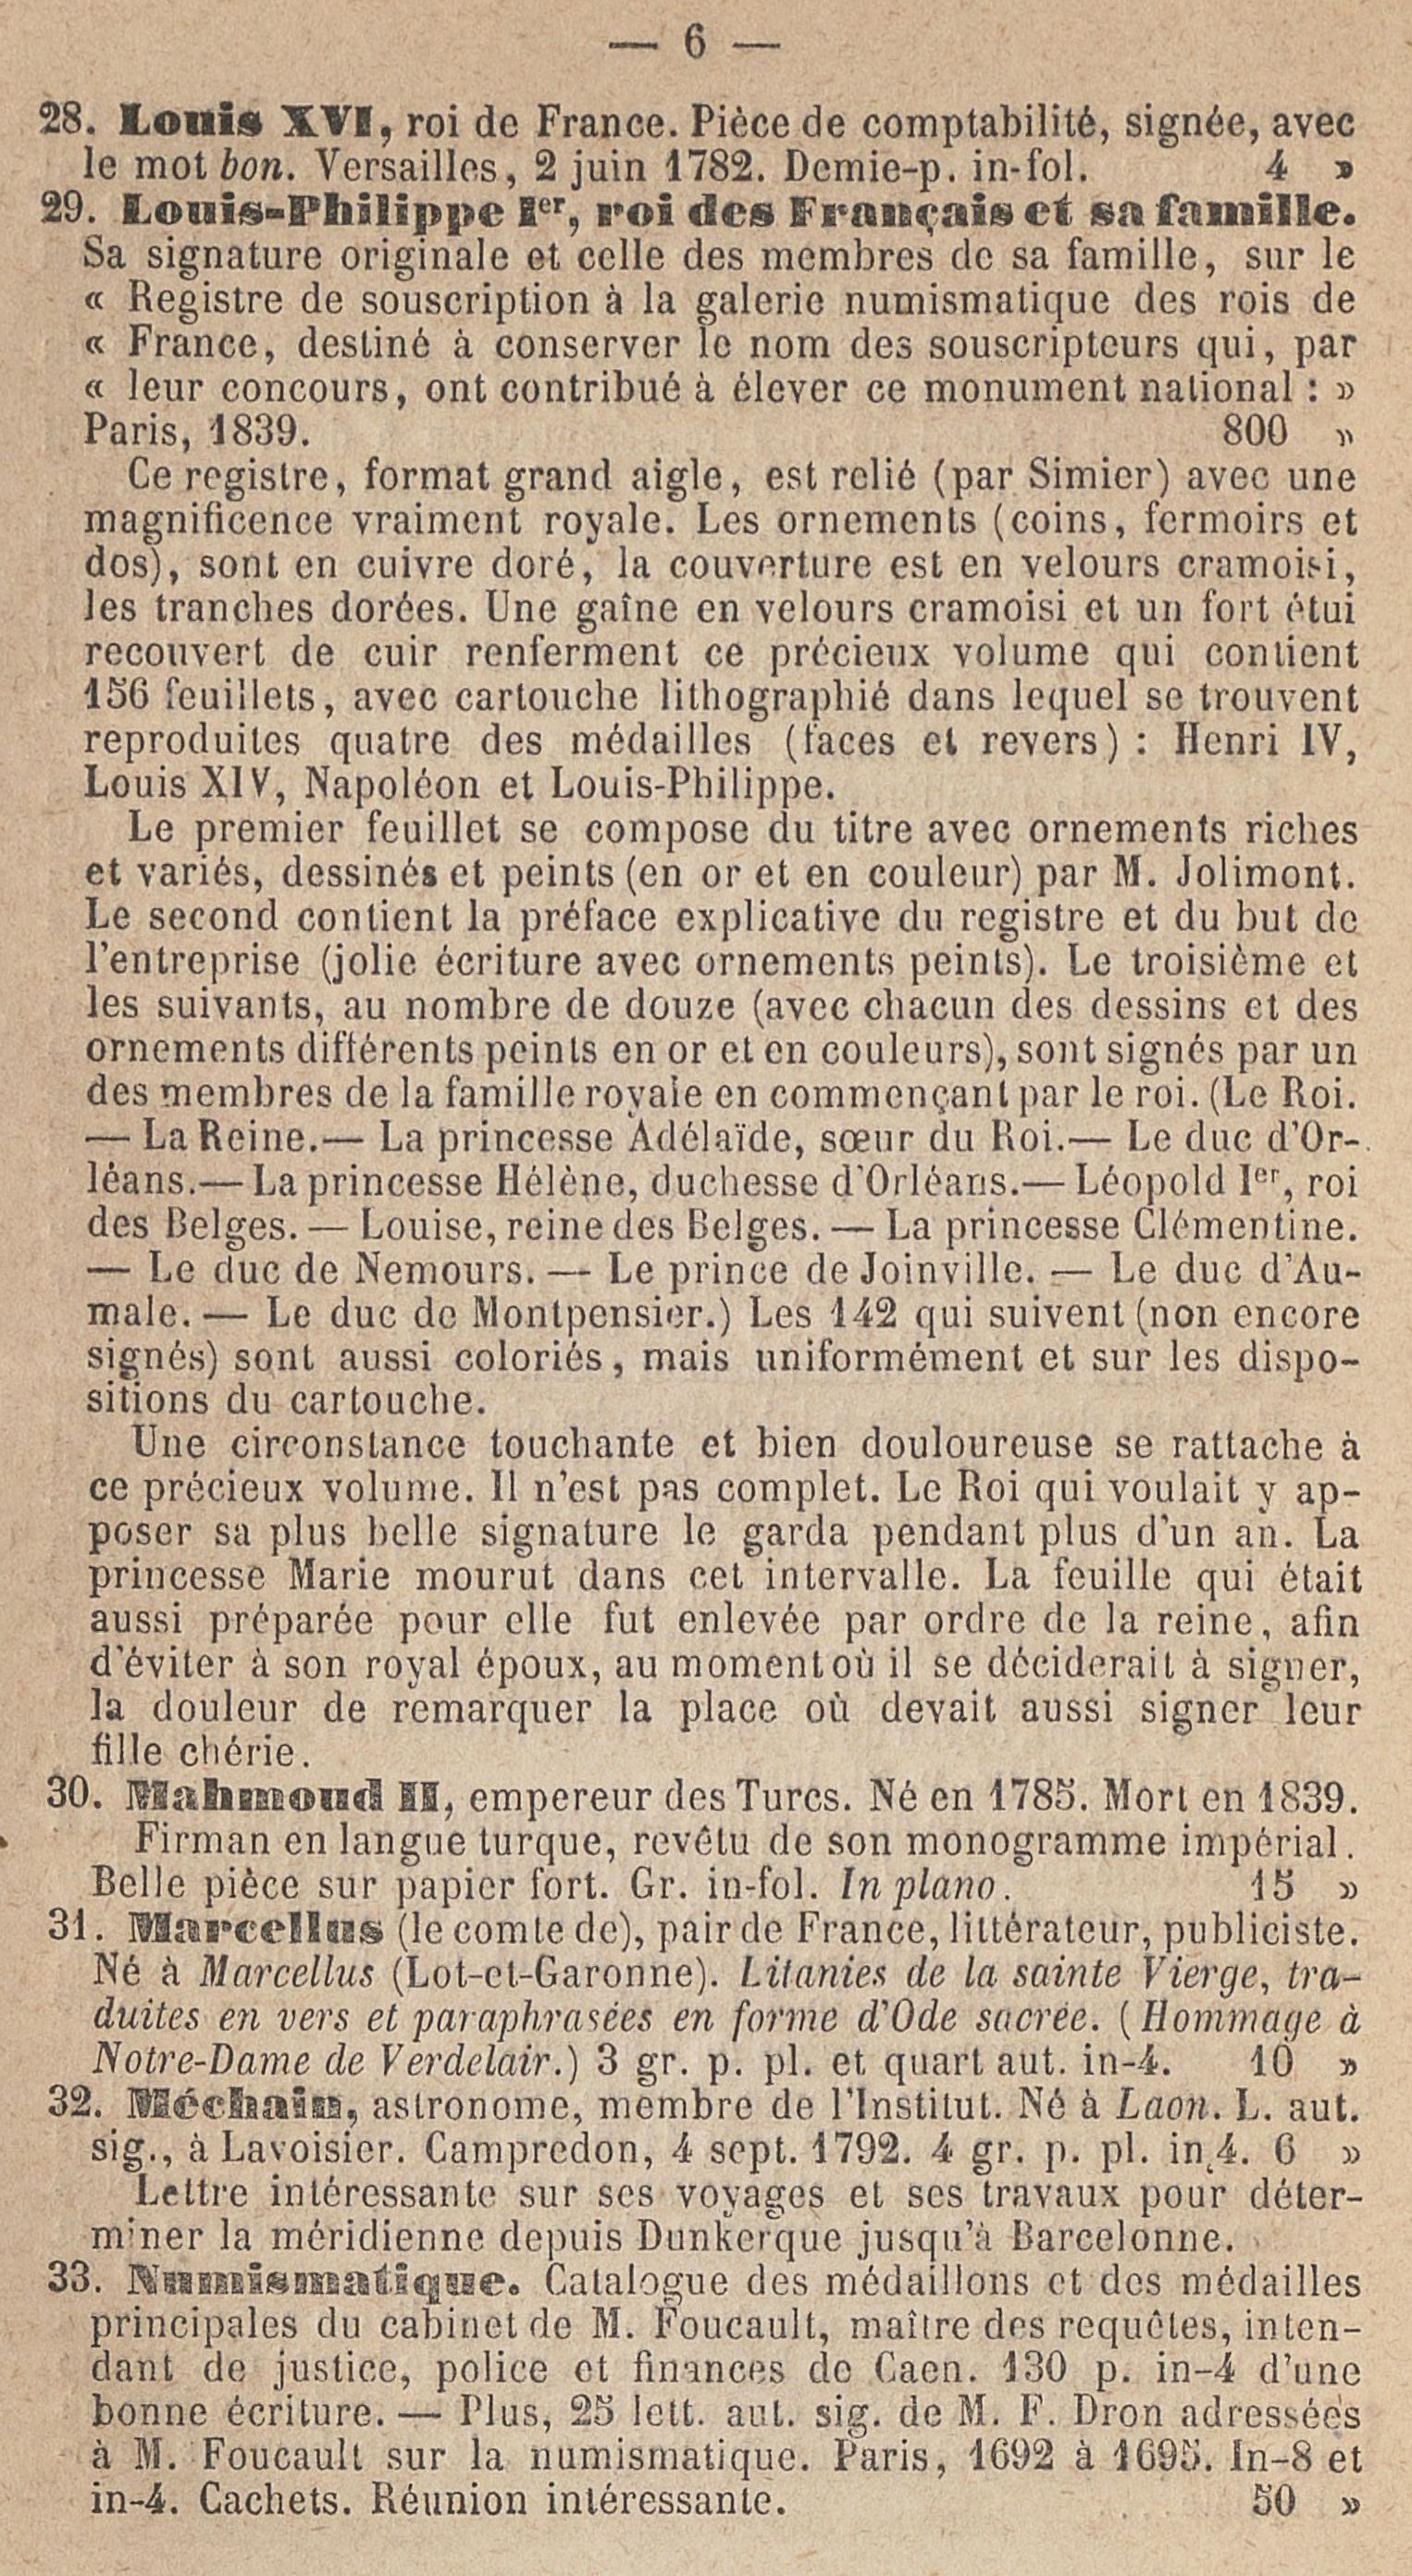 — 6 —
28. Louis XVI, roi de France. Pièce de comptabilité, signée, avec
le mot bon. Versailles, 2 juin 1782. Demie-p. in-fol. 4 »
29. Louis-Philippe Ier, roi des Français et sa famille.
Sa signature originale et celle des membres de sa famille, sur le
« Registre de souscription à la galerie numismatique des rois de
« France, destiné à conserver le nom des souscripteurs qui, par
« leur concours, ont contribué à élever ce monument national : »
Paris, 1839. 800 »
Ce registre, format grand aigle, est relié (par Simier) avec une
magnificence vraiment royale. Les ornements (coins, fermoirs et
dos), sont en cuivre doré, la couverture est en velours cramoisi,
les tranches dorées. Une gaîne en velours cramoisi et un fort étui
recouvert de cuir renferment ce précieux volume qui contient
156 feuillets, avec cartouche lithographié dans lequel se trouvent
reproduites quatre des médailles (faces et revers) : Henri IV,
Louis XIV, Napoléon et Louis-Philippe.
Le premier feuillet se compose du titre avec ornements riches
et variés, dessinés et peints (en or et en couleur) par M. Jolimont.
Le second contient la préface explicative du registre et du but de
l'entreprise (jolie écriture avec ornements peints). Le troisième et
les suivants, au nombre de douze (avec chacun des dessins et des
ornements différents peints en or et en couleurs), sont signés par un
des membres de la famille royale en commençant par le roi. (Le Roi.
— La Reine. — La princesse Adélaïde, sœur du Roi. — Le duc d'Or-
léans. — La princesse Hélène, duchesse d'Orléans. — Léopold Ier, roi
des Belges. — Louise, reine des Belges. — La princesse Clémentine.
— Le duc de Nemours. — Le prince de Joinville. — Le duc d'Au-
male. — Le duc de Montpensier.) Les 142 qui suivent (non encore
signés) sont aussi coloriés, mais uniformément et sur les dispo-
sitions du cartouche.
Une circonstance touchante et bien douloureuse se rattache à
ce précieux volume. Il n'est pas complet. Le Roi qui voulait y ap-
poser sa plus belle signature le garda pendant plus d'un an. La
princesse Marie mourut dans cet intervalle. La feuille qui était
aussi préparée pour elle fut enlevée par ordre de la reine, afin
d'éviter à son royal époux, au moment où il se déciderait à signer,
la douleur de remarquer la place où devait aussi signer leur
fille chérie.
30. Mahmoud II, empereur des Turcs. Né en 1785. Mort en 1839.
Firman en langue turque, revêtu de son monogramme impérial.
Belle pièce sur papier fort. Gr. in-fol. In plano. 15 »
31. Marcellus (le comte de), pair de France, littérateur, publiciste.
Né à Marcellus (Lot-et-Garonne). Litanies de la sainte Vierge, tra-
duites en vers et paraphrasées en forme d'Ode sacrée. (Hommage à
Notre-Dame de Verdelair.) 3 gr. p. pl. et quart aut. in-4. 10 »
32. Méchain, astronome, membre de l'Institut. Né à Laon. L. aut.
sig., à Lavoisier. Campredon, 4 sept. 1792. 4 gr. p. pl. in-4. 6 »
Lettre intéressante sur ses voyages et ses travaux pour déter-
miner la méridienne depuis Dunkerque jusqu'à Barcelonne.
33. Numismatique. Catalogue des médaillons et des médailles
principales du cabinet de M. Foucault, maître des requêtes, inten-
dant de justice, police et finances de Caen. 130 p. in-4 d'une
bonne écriture. — Plus, 25 lett. aut. sig. de M. F. Dron adressées
à M. Foucault sur la numismatique. Paris, 1692 à 1695. In-8 et
in-4. Cachets. Réunion intéressante. 50 »